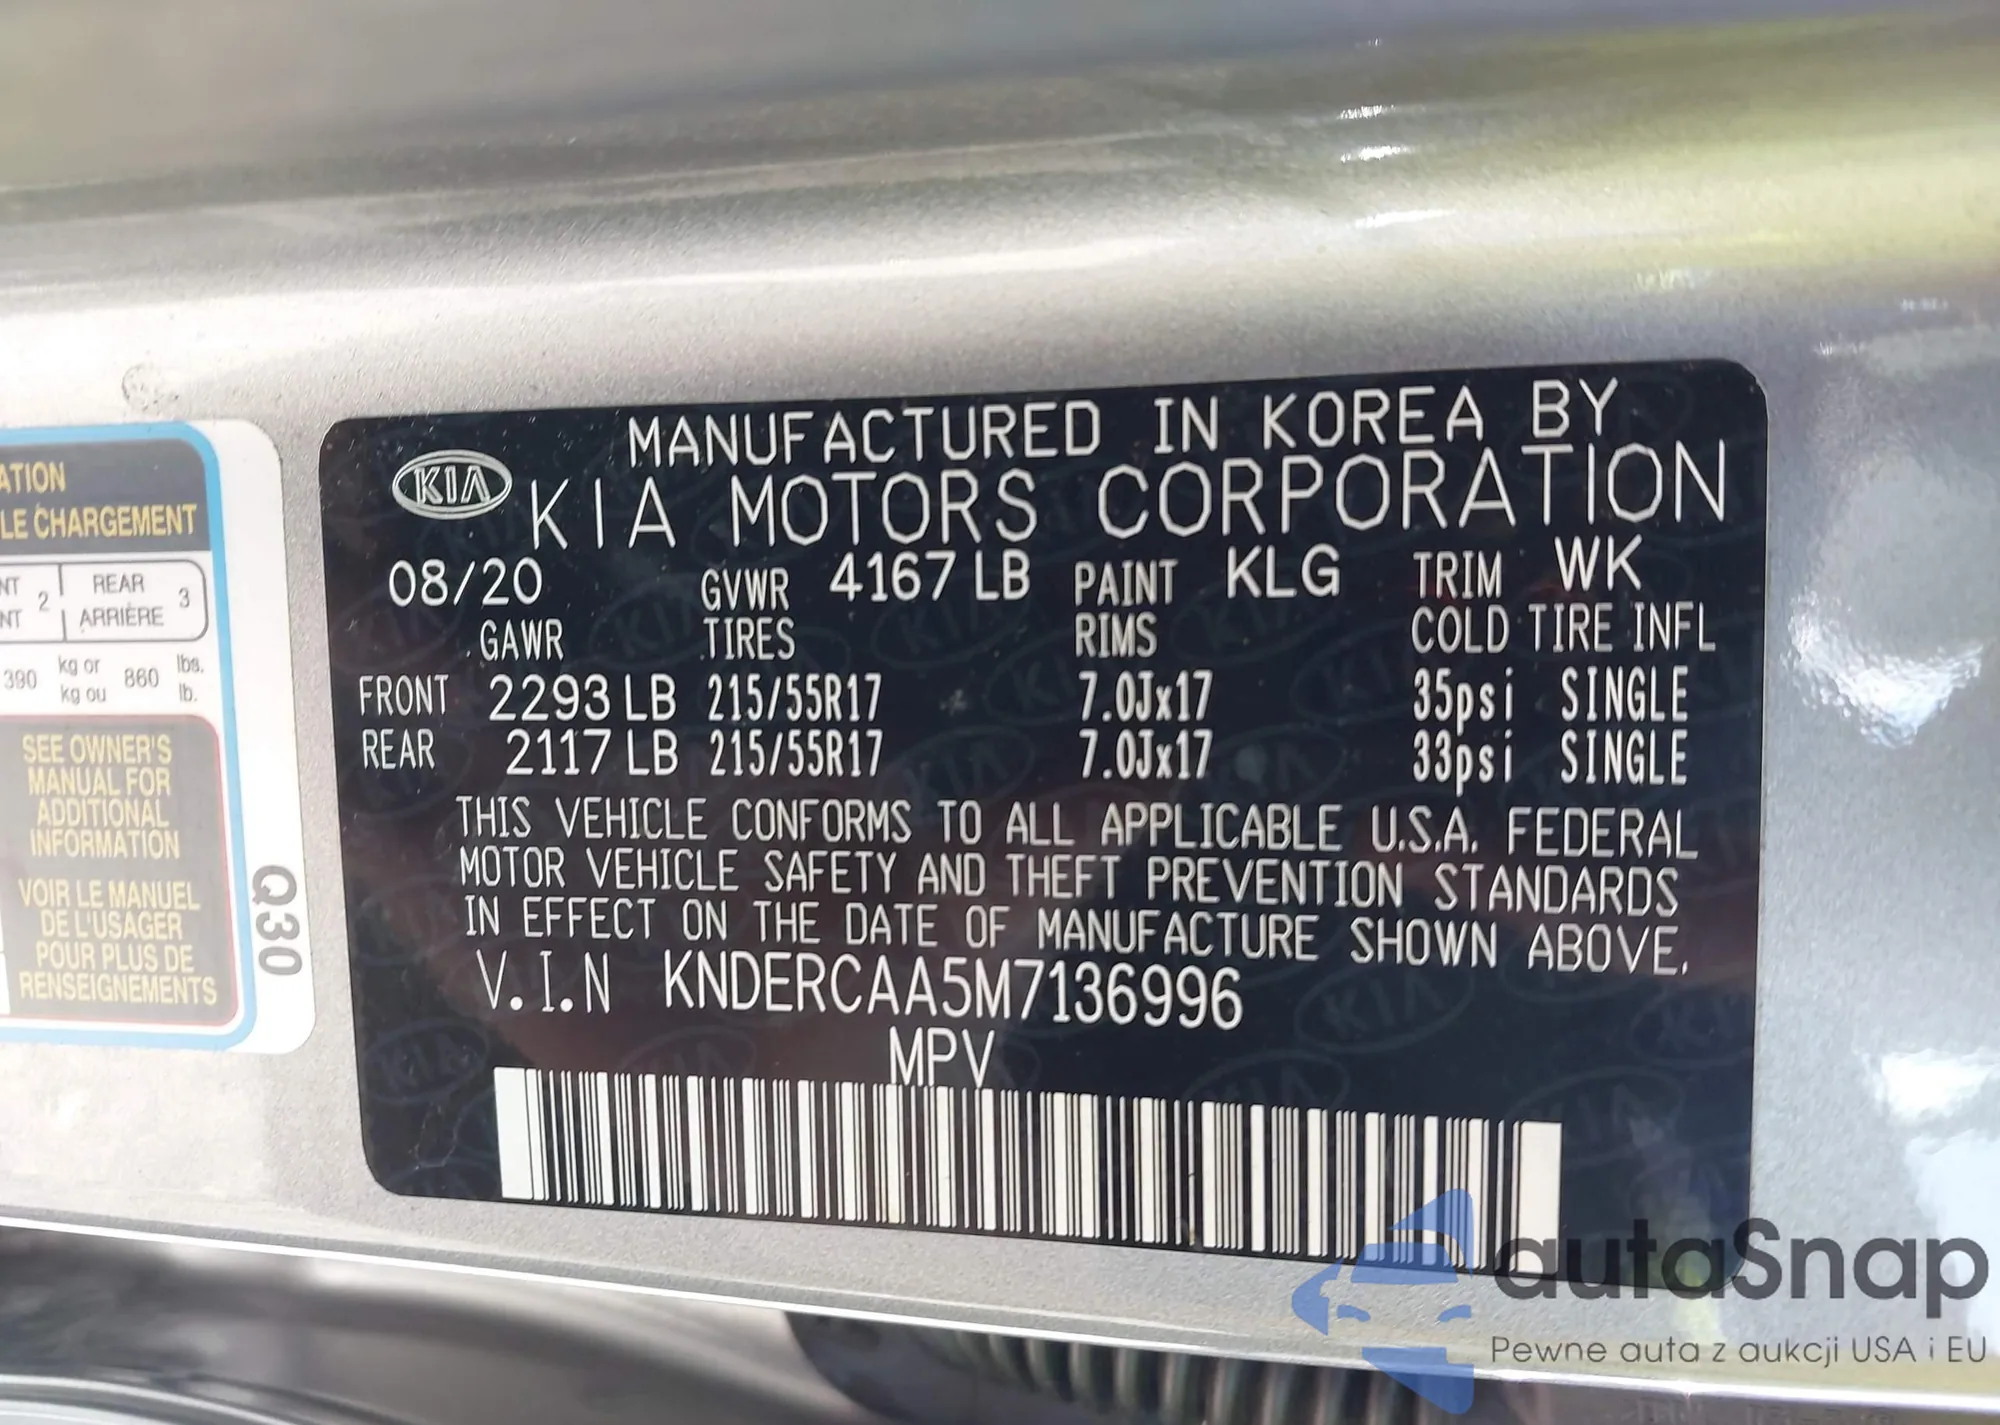 ATION
LE CHARGEMENT
NT 2 REAR 3
NT ARRIÈRE
390 kg or 860 lbs.
kg ou lb.
SEE OWNER'S
MANUAL FOR
ADDITIONAL
INFORMATION
VOIR LE MANUEL
DE L'USAGER
POUR PLUS DE
RENSEIGNEMENTS
Q30
MANUFACTURED IN KOREA BY
KIA KIA MOTORS CORPORATION
08/20 GVWR 4167 LB PAINT KLG TRIM WK
GAWR TIRES RIMS COLD TIRE INFL
FRONT 2293 LB 215/55R17 7.0Jx17 35psi SINGLE
REAR 2117 LB 215/55R17 7.0Jx17 33psi SINGLE
THIS VEHICLE CONFORMS TO ALL APPLICABLE U.S.A. FEDERAL
MOTOR VEHICLE SAFETY AND THEFT PREVENTION STANDARDS
IN EFFECT ON THE DATE OF MANUFACTURE SHOWN ABOVE.
V.I.N KNDERCAA5M7136996
MPV
autaSnap
Pewne auta z aukcji USA i EU